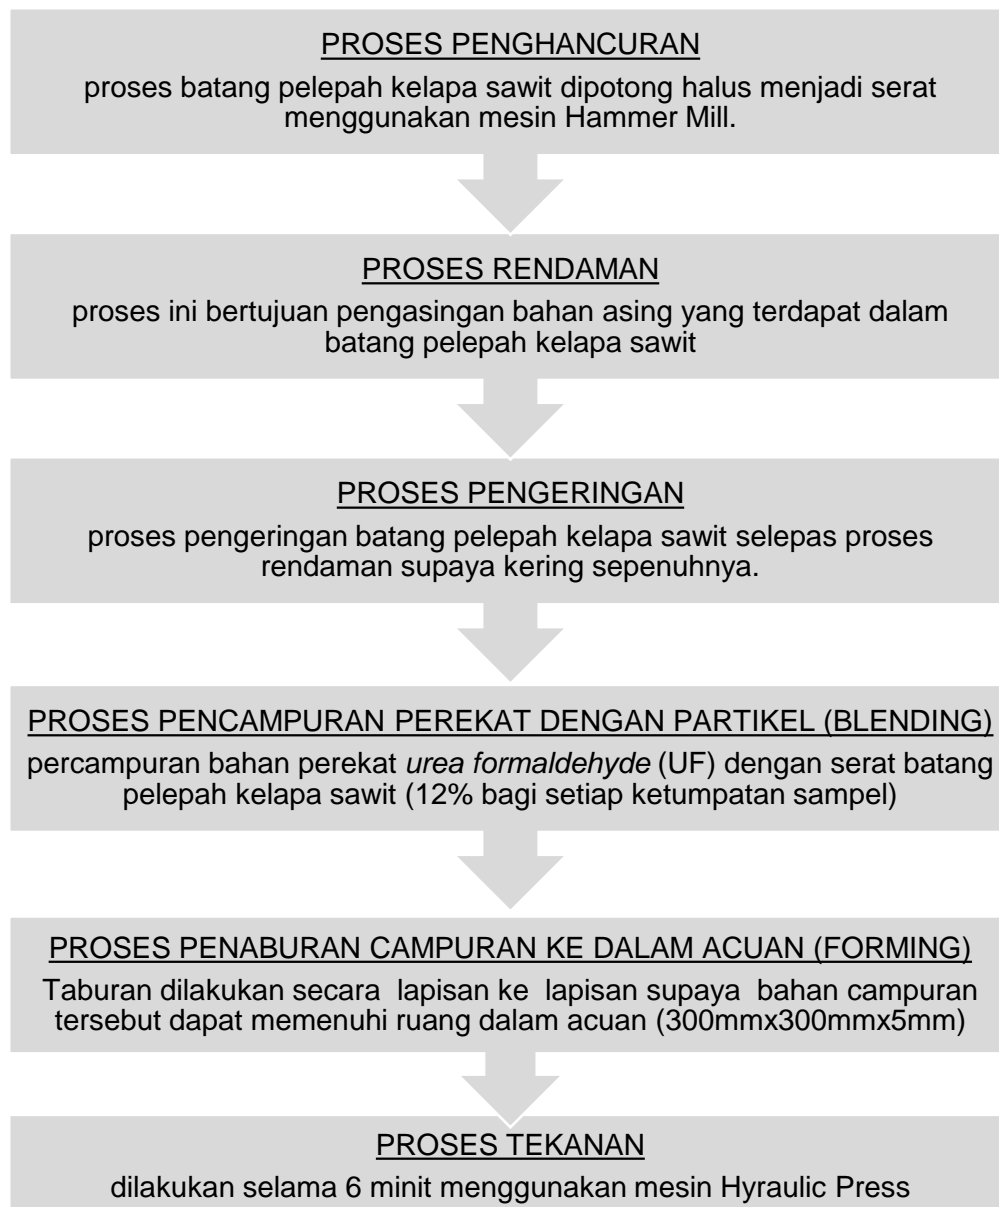 PROSES PENGHANCURAN
proses batang pelepah kelapa sawit dipotong halus menjadi serat
menggunakan mesin Hammer Mill.
PROSES RENDAMAN
proses ini bertujuan pengasingan bahan asing yang terdapat dalam
batang pelepah kelapa sawit
PROSES PENGERINGAN
proses pengeringan batang pelepah kelapa sawit selepas proses
rendaman supaya kering sepenuhnya.
PROSES PENCAMPURAN PEREKAT DENGAN PARTIKEL (BLENDING)
percampuran bahan perekat urea formaldehyde (UF) dengan serat batang
pelepah kelapa sawit (12% bagi setiap ketumpatan sampel)
PROSES PENABURAN CAMPURAN KE DALAM ACUAN (FORMING)
Taburan dilakukan secara lapisan ke lapisan supaya bahan campuran
tersebut dapat memenuhi ruang dalam acuan (300mmx300mmx5mm)
PROSES TEKANAN
dilakukan selama 6 minit menggunakan mesin Hyraulic Press